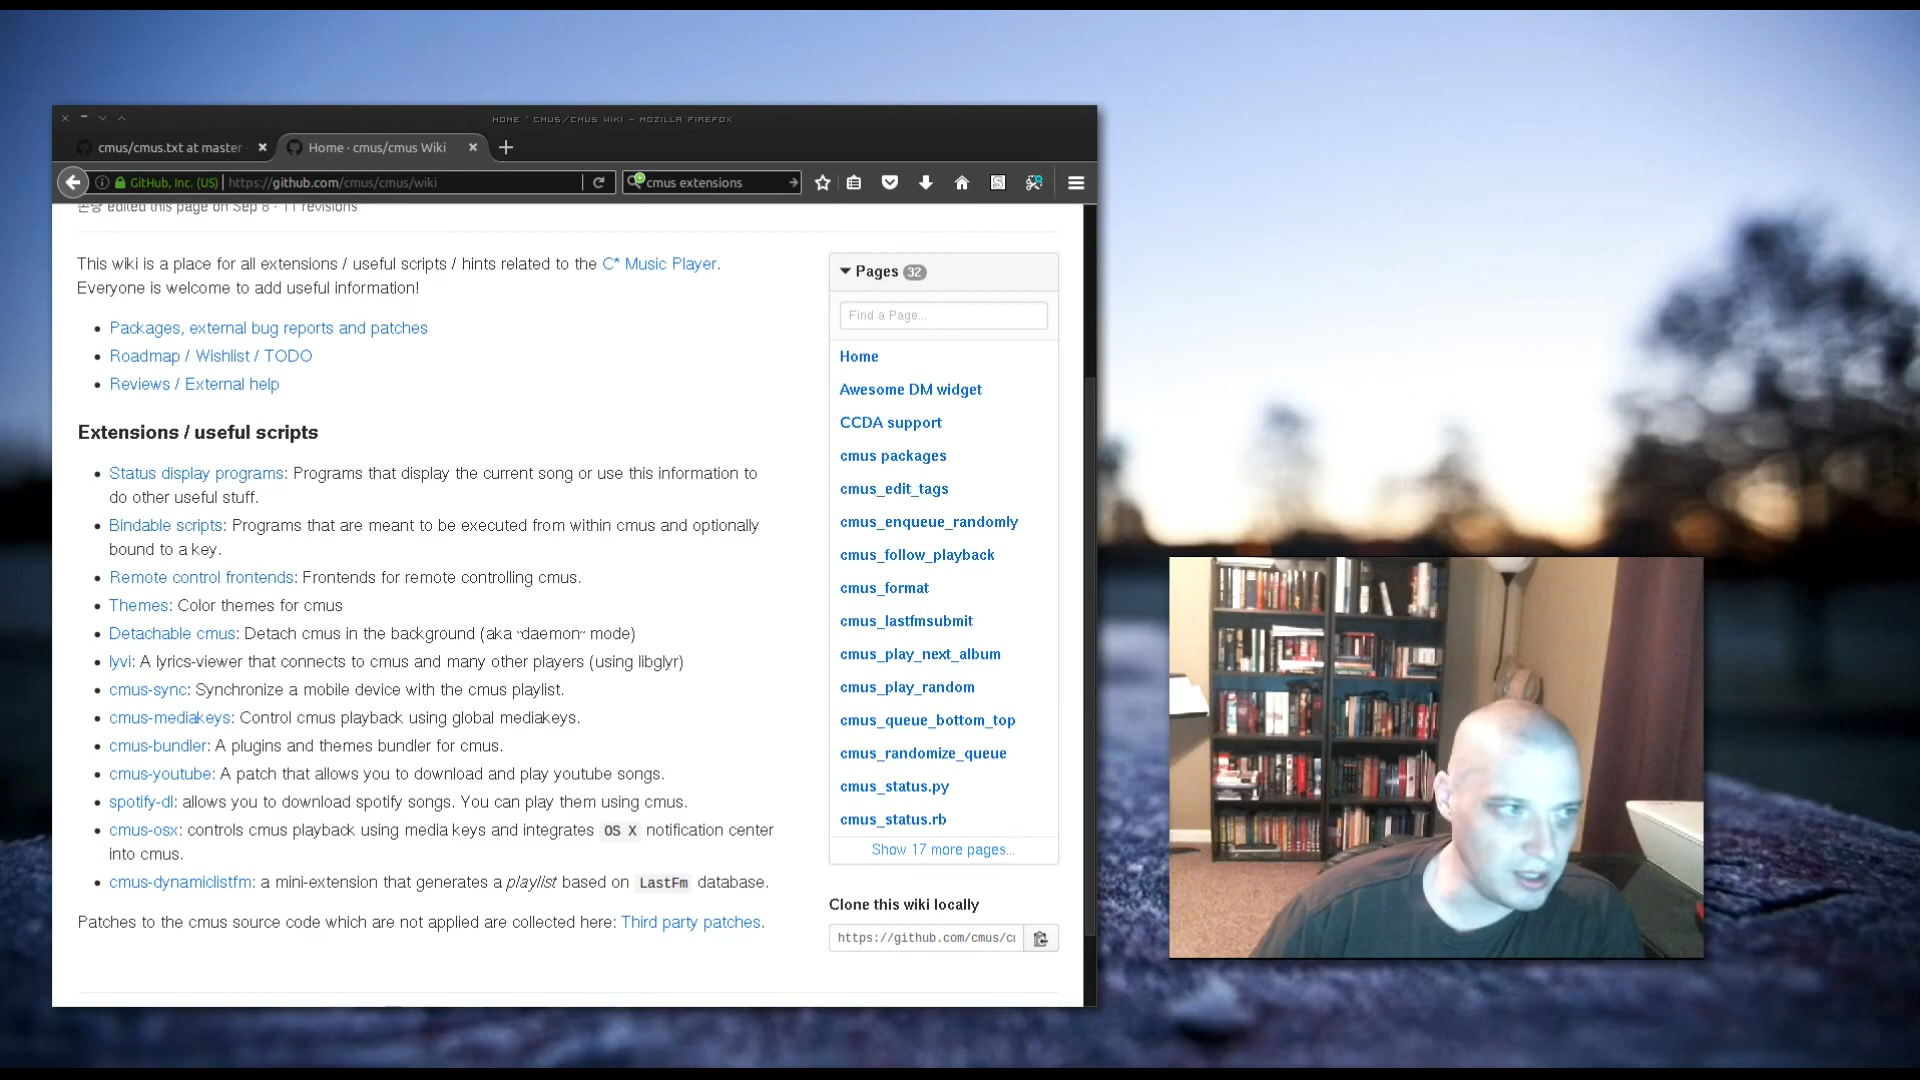 HOME · CMUS/CMUS WIKI - MOZILLA FIREFOX
cmus/cmus.txt at master
Home · cmus/cmus Wiki
GitHub, Inc. (US)
https://github.com/cmus/cmus/wiki
cmus extensions
edited this page on Sep 8 · 11 revisions
This wiki is a place for all extensions / useful scripts / hints related to the C* Music Player.
Everyone is welcome to add useful information!
Packages, external bug reports and patches
Roadmap / Wishlist / TODO
Reviews / External help
Extensions / useful scripts
Status display programs: Programs that display the current song or use this information to
do other useful stuff.
Bindable scripts: Programs that are meant to be executed from within cmus and optionally
bound to a key.
Remote control frontends: Frontends for remote controlling cmus.
Themes: Color themes for cmus
Detachable cmus: Detach cmus in the background (aka "daemon" mode)
lyvi: A lyrics-viewer that connects to cmus and many other players (using libglyr)
cmus-sync: Synchronize a mobile device with the cmus playlist.
cmus-mediakeys: Control cmus playback using global mediakeys.
cmus-bundler: A plugins and themes bundler for cmus.
cmus-youtube: A patch that allows you to download and play youtube songs.
spotify-dl: allows you to download spotify songs. You can play them using cmus.
cmus-osx: controls cmus playback using media keys and integrates OS X notification center
into cmus.
cmus-dynamiclistfm: a mini-extension that generates a playlist based on LastFm database.
Patches to the cmus source code which are not applied are collected here: Third party patches.
Pages 32
Find a Page...
Home
Awesome DM widget
CCDA support
cmus packages
cmus_edit_tags
cmus_enqueue_randomly
cmus_follow_playback
cmus_format
cmus_lastfmsubmit
cmus_play_next_album
cmus_play_random
cmus_queue_bottom_top
cmus_randomize_queue
cmus_status.py
cmus_status.rb
Show 17 more pages...
Clone this wiki locally
https://github.com/cmus/c